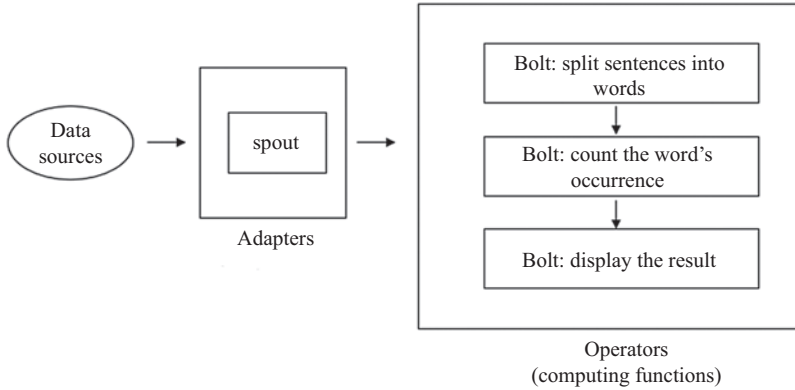 Data
sources
spout
Adapters
Bolt: split sentences into
words
Bolt: count the word's
occurrence
Bolt: display the result
Operators
(computing functions)